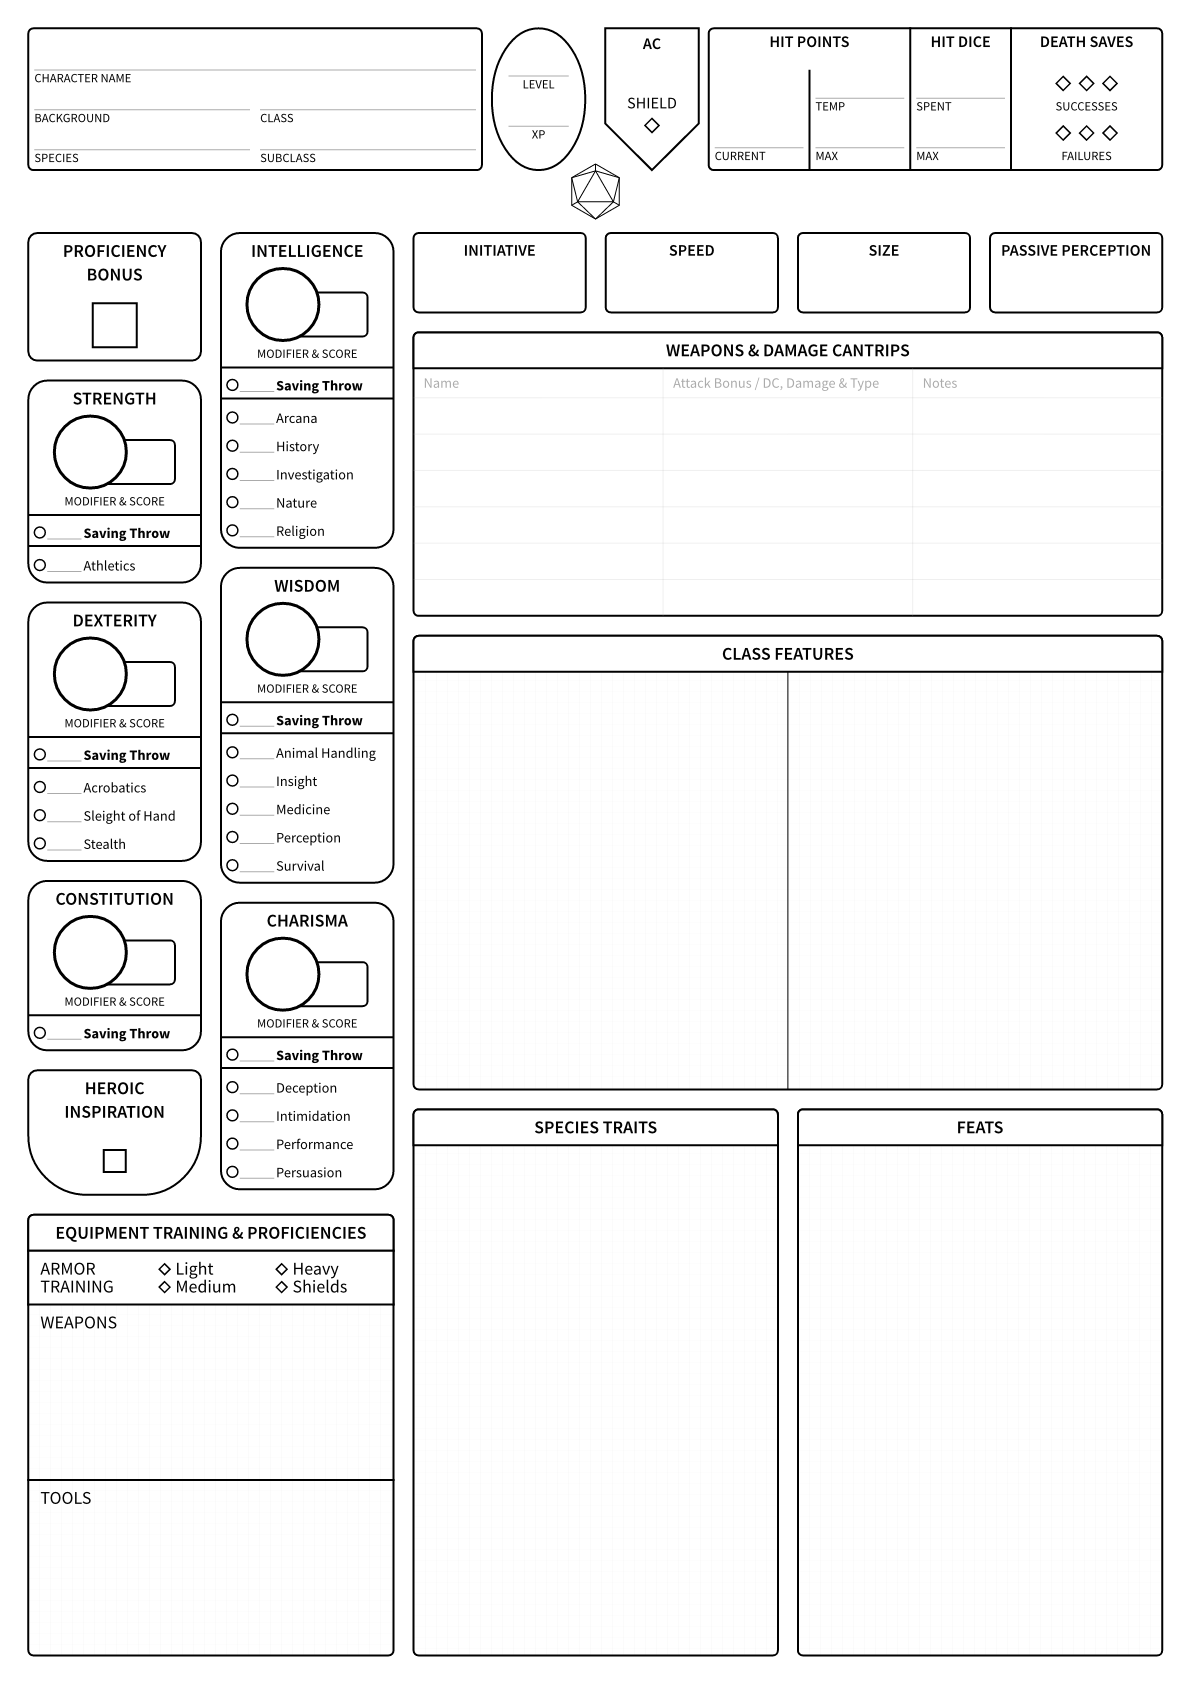 CHARACTER NAME
BACKGROUND CLASS
SPECIES SUBCLASS
LEVEL
XP
AC
SHIELD
HIT POINTS
CURRENT
TEMP
MAX
HIT DICE
SPENT
MAX
DEATH SAVES
SUCCESSES
FAILURES
PROFICIENCY
BONUS
STRENGTH
MODIFIER & SCORE
Saving Throw
Athletics
DEXTERITY
MODIFIER & SCORE
Saving Throw
Acrobatics
Sleight of Hand
Stealth
CONSTITUTION
MODIFIER & SCORE
Saving Throw
HEROIC
INSPIRATION
INTELLIGENCE
MODIFIER & SCORE
Saving Throw
Arcana
History
Investigation
Nature
Religion
WISDOM
MODIFIER & SCORE
Saving Throw
Animal Handling
Insight
Medicine
Perception
Survival
CHARISMA
MODIFIER & SCORE
Saving Throw
Deception
Intimidation
Performance
Persuasion
EQUIPMENT TRAINING & PROFICIENCIES
ARMOR Light Heavy
TRAINING Medium Shields
WEAPONS
TOOLS
INITIATIVE
SPEED
SIZE
PASSIVE PERCEPTION
WEAPONS & DAMAGE CANTRIPS
Name Attack Bonus / DC, Damage & Type Notes
CLASS FEATURES
SPECIES TRAITS
FEATS